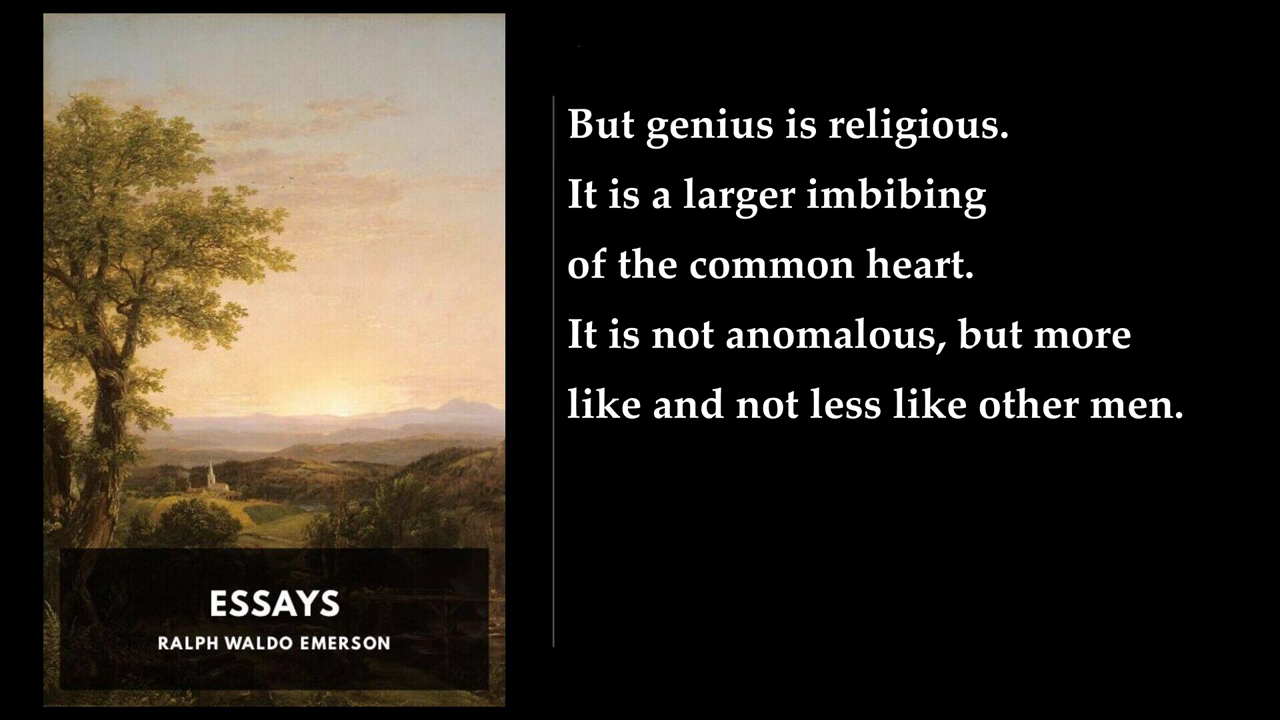 ESSAYS
RALPH WALDO EMERSON
But genius is religious.
It is a larger imbibing
of the common heart.
It is not anomalous, but more
like and not less like other men.